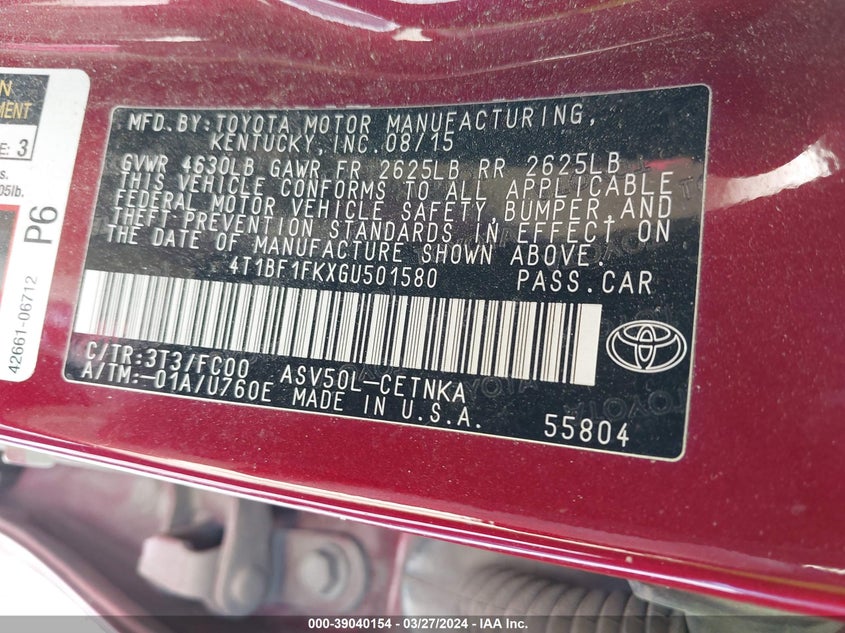 MFD.BY:TOYOTA MOTOR MANUFACTURING,
KENTUCKY, INC. 08/15
GVWR 4630LB GAWR FR 2625LB RR 2625LB
THIS VEHICLE CONFORMS TO ALL APPLICABLE
FEDERAL MOTOR VEHICLE SAFETY, BUMPER, AND
THEFT PREVENTION STANDARDS IN EFFECT ON
THE DATE OF MANUFACTURE SHOWN ABOVE.
4T1BF1FKXGU501580 PASS.CAR
C/TR:3T3/FC00 ASV50L-CETNKA
A/TM:-01A/U760E MADE IN U.S.A.
55804
MENT
E: 3
05lb.
P6
42661-06712
000-39040154 - 03/27/2024 - IAA Inc.